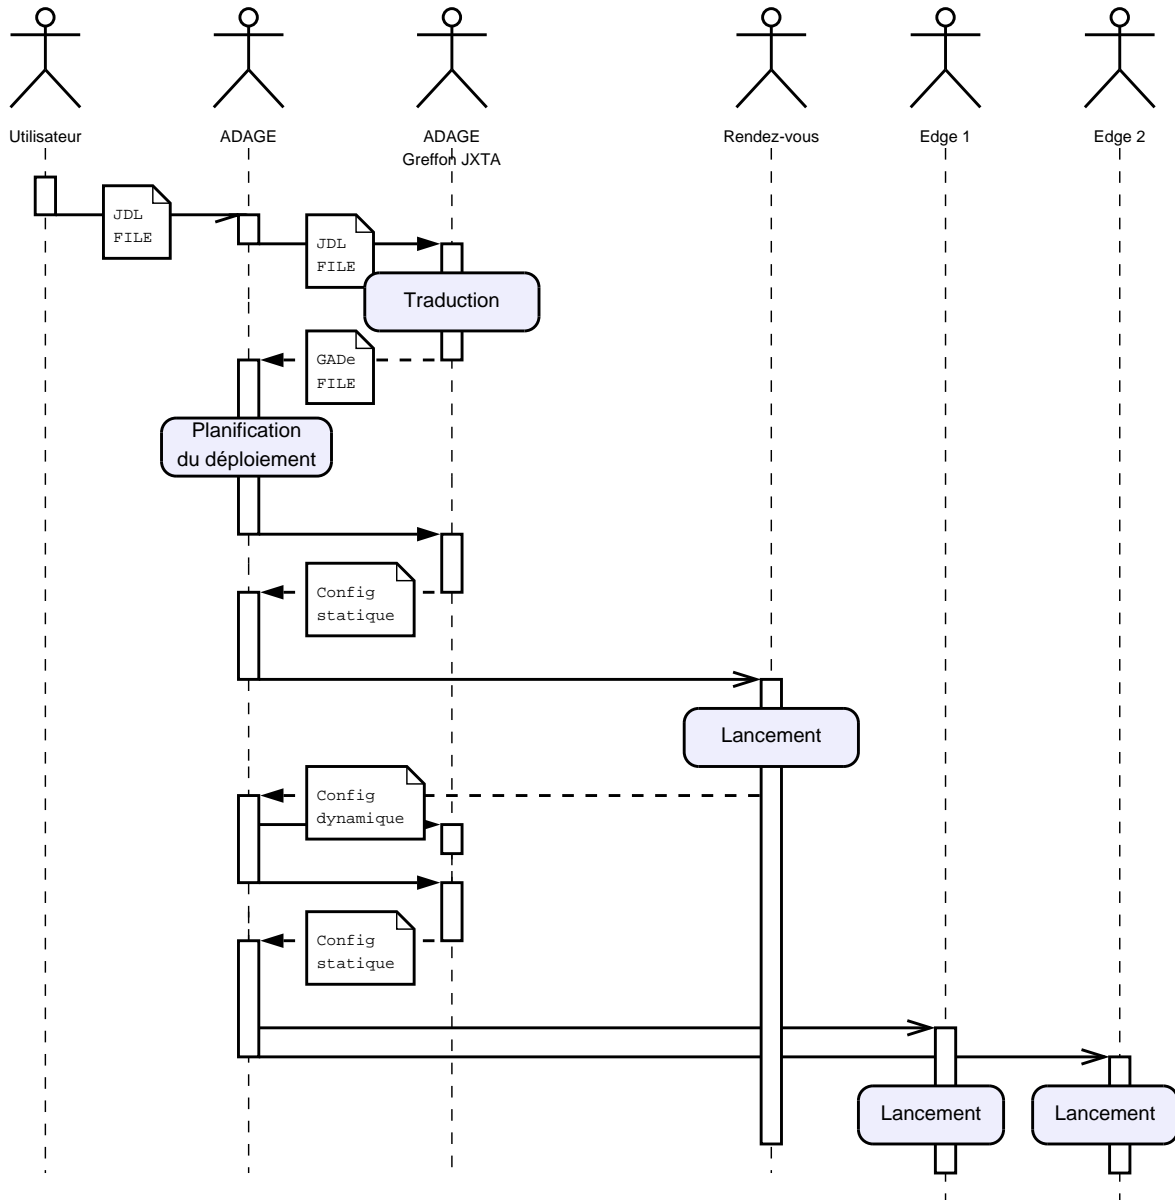 Utilisateur
ADAGE
ADAGE
Greffon JXTA
Rendez-vous
Edge 1
Edge 2
JDL
FILE
JDL
FILE
Traduction
GADe
FILE
Planification
du déploiement
Config
statique
Lancement
Config
dynamique
Config
statique
Lancement
Lancement